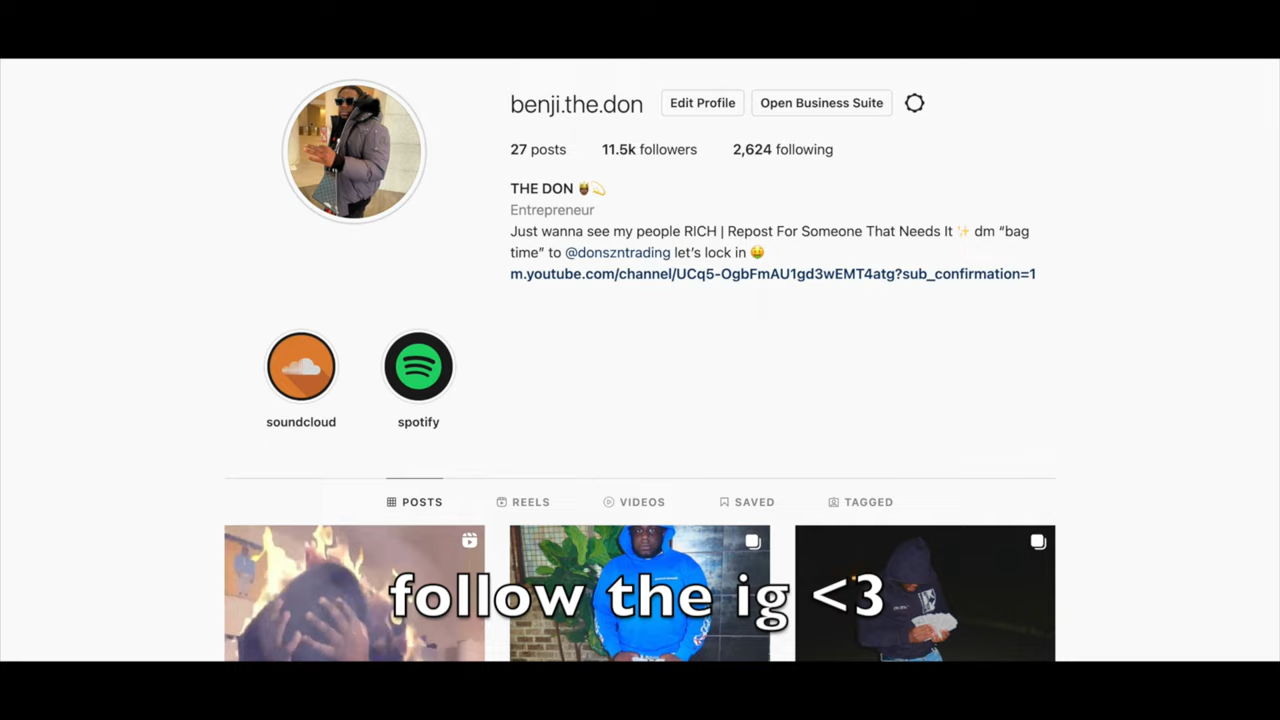 benji.the.don Edit Profile Open Business Suite
27 posts 11.5k followers 2,624 following
THE DON
Entrepreneur
Just wanna see my people RICH | Repost For Someone That Needs It ✨ dm “bag
time” to @donszntrading let’s lock in 🤑
m.youtube.com/channel/UCq5-OgbFmAU1gd3wEMT4atg?sub_confirmation=1
soundcloud spotify
POSTS REELS VIDEOS SAVED TAGGED
follow the ig <3